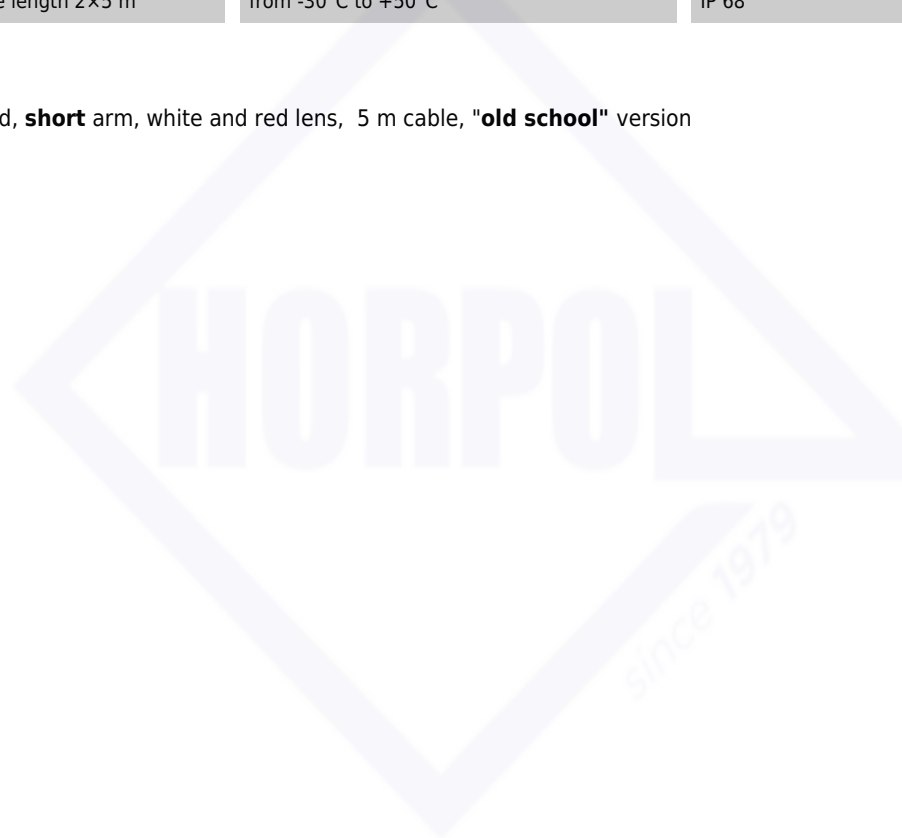 e length 2×5 m from -30°C to +50°C IP 68
d, short arm, white and red lens,  5 m cable, "old school" version
HORPOL
since 1979